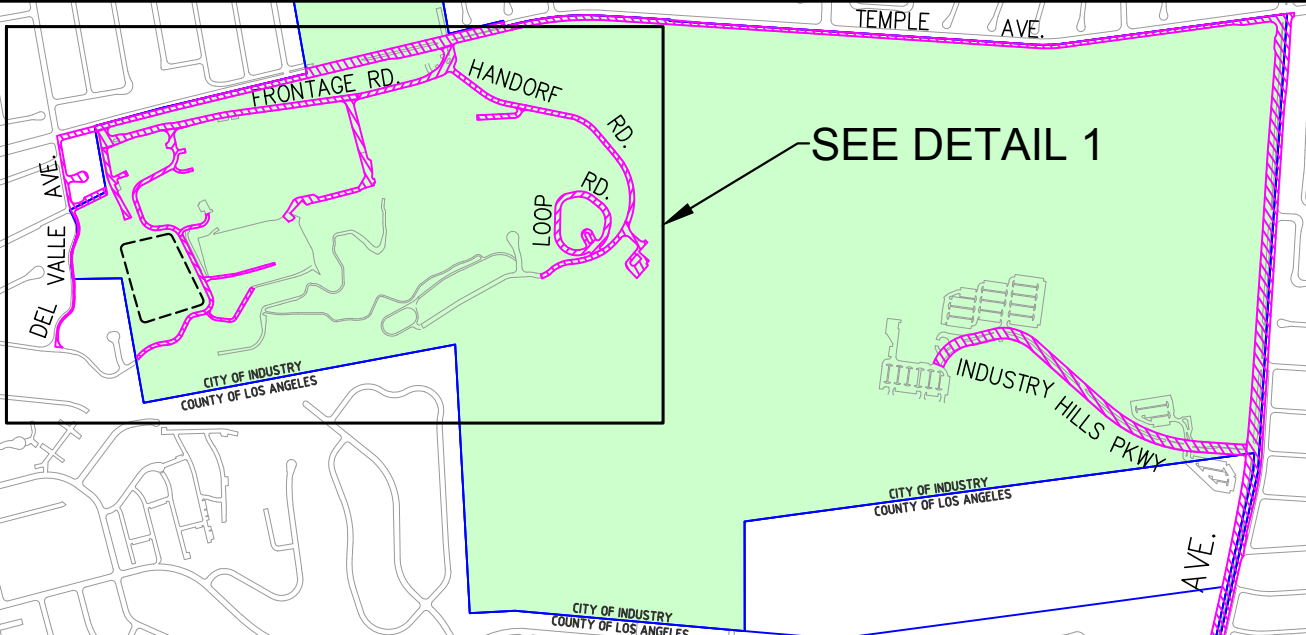 TEMPLE AVE.
FRONTAGE RD.
HANDORF RD.
SEE DETAIL 1
DEL VALLE AVE.
LOOP RD.
CITY OF INDUSTRY
COUNTY OF LOS ANGELES
INDUSTRY HILLS PKWY
CITY OF INDUSTRY
COUNTY OF LOS ANGELES
AVE.
CITY OF INDUSTRY
COUNTY OF LOS ANGELES